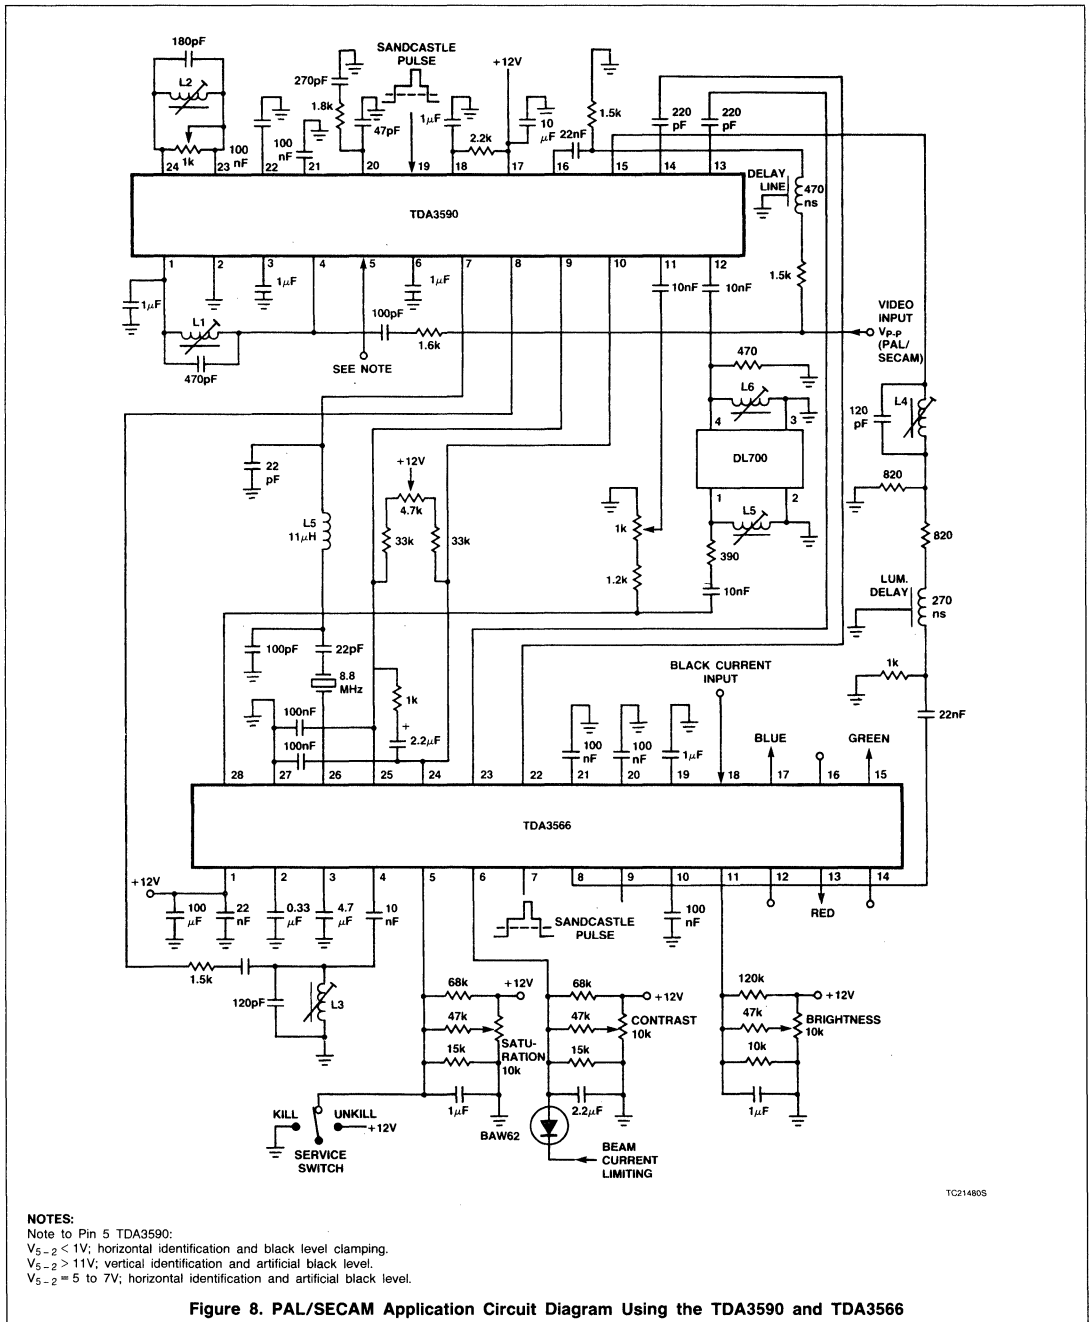 180pF
L2
1k
270pF
1.8k
SANDCASTLE
PULSE
47pF
1μF
+12V
2.2k
10
μF
22nF
1.5k
220
pF
220
pF
100
nF
100
nF
24
23
22
21
20
19
18
17
16
15
14
13
DELAY
LINE
470
ns
TDA3590
1
2
3
4
5
6
7
8
9
10
11
12
1μF
1μF
1μF
10nF
10nF
1.5k
L1
470pF
100pF
1.6k
SEE NOTE
VIDEO
INPUT
VP-P
(PAL/
SECAM)
470
L6
4
3
DL700
1
2
L5
390
10nF
120
pF
L4
820
820
LUM.
DELAY
270
ns
1k
22nF
22
pF
L5
11μH
+12V
4.7k
33k
33k
1k
1.2k
100pF
22pF
8.8
MHz
1k
+
2.2μF
100nF
100nF
BLACK CURRENT
INPUT
100
nF
100
nF
1μF
BLUE
GREEN
28
27
26
25
24
23
22
21
20
19
18
17
16
15
TDA3566
1
2
3
4
5
6
7
8
9
10
11
12
13
14
+12V
100
μF
22
nF
0.33
μF
4.7
μF
10
nF
SANDCASTLE
PULSE
100
nF
RED
1.5k
120pF
L3
68k
+12V
47k
SATU-
RATION
10k
15k
1μF
68k
+12V
47k
CONTRAST
10k
15k
2.2μF
120k
+12V
47k
BRIGHTNESS
10k
10k
1μF
KILL
UNKILL
+12V
SERVICE
SWITCH
BAW62
BEAM
CURRENT
LIMITING
TC21480S
NOTES:
Note to Pin 5 TDA3590:
V5-2 < 1V; horizontal identification and black level clamping.
V5-2 > 11V; vertical identification and artificial black level.
V5-2 = 5 to 7V; horizontal identification and artificial black level.
Figure 8. PAL/SECAM Application Circuit Diagram Using the TDA3590 and TDA3566